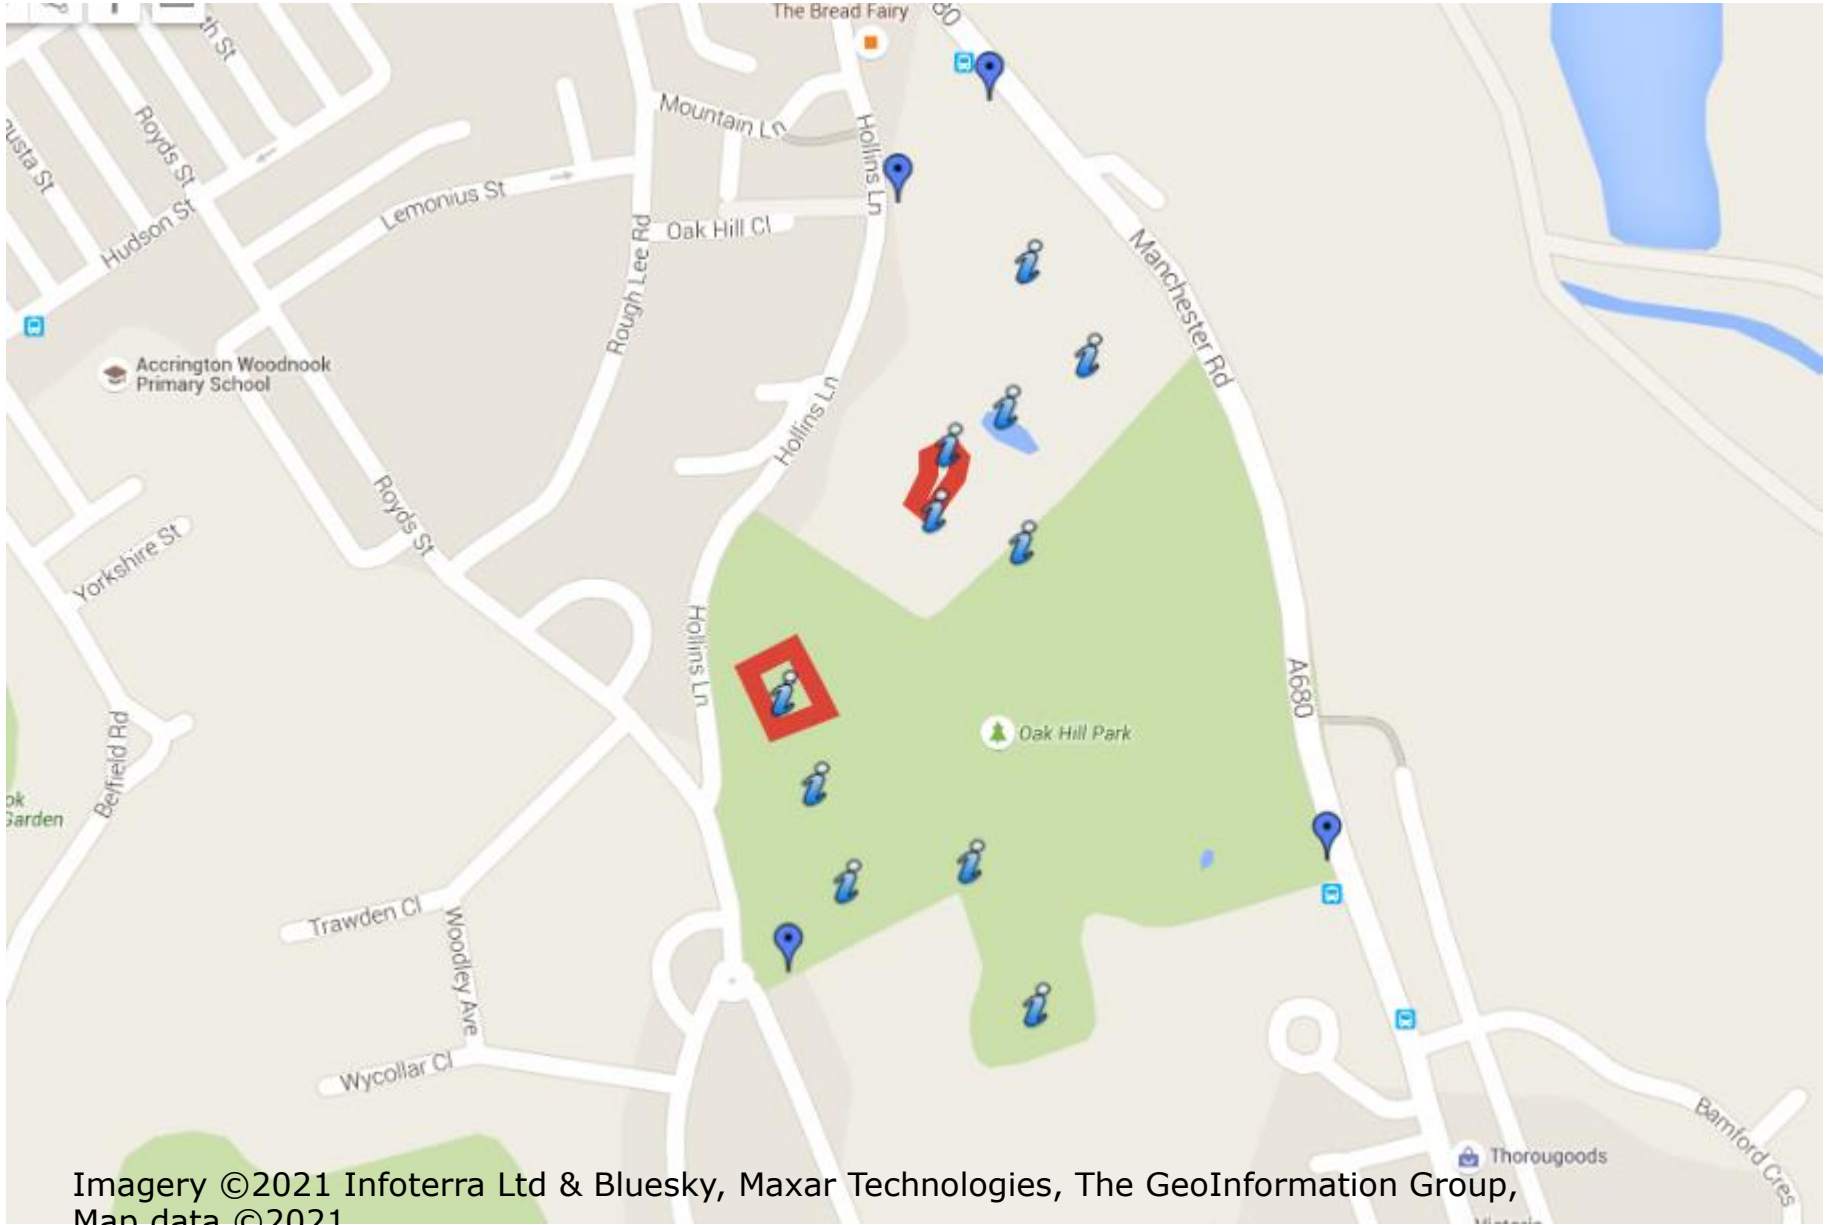 The Bread Fairy
Mountain Ln
Hollins Ln
Royds St
Hudson St
Lemonius St
Oak Hill Cl
Rough Lee Rd
Manchester Rd
Accrington Woodnook
Primary School
Hollins Ln
Royds St
Yorkshire St
Hollins Ln
A680
Oak Hill Park
Belfield Rd
Garden
Trawden Cl
Woodley Ave
Wycollar Cl
Bamford Cres
Thorougoods
Imagery ©2021 Infoterra Ltd & Bluesky, Maxar Technologies, The GeoInformation Group,
Map data ©2021